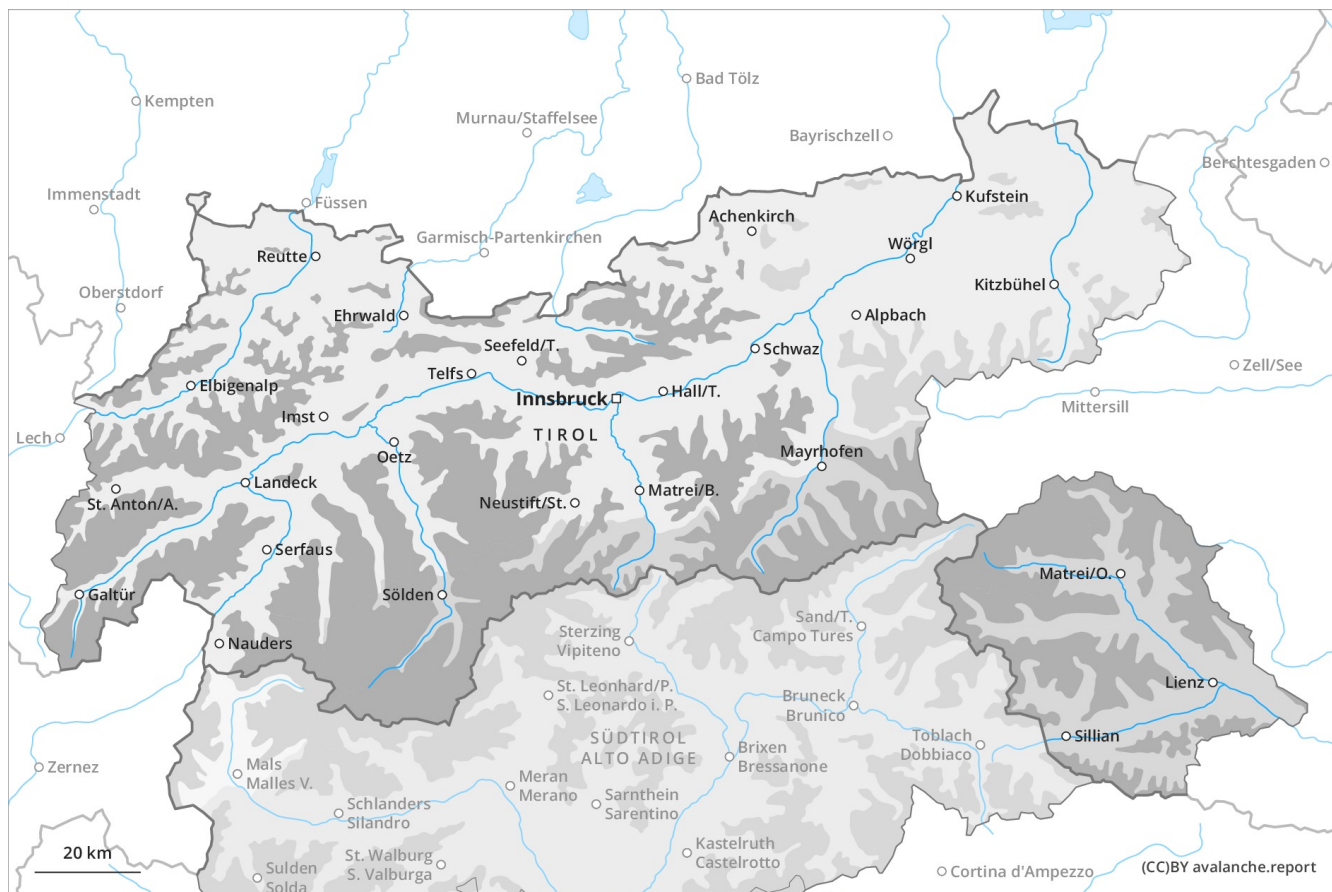 Kempten
Bad Tölz
Murnau/Staffelsee
Bayrischzell
Berchtesgaden
Immenstadt
Füssen
Kufstein
Achenkirch
Garmisch-Partenkirchen
Wörgl
Reutte
Kitzbühel
Oberstdorf
Ehrwald
Alpbach
Seefeld/T.
Schwaz
Zell/See
Telfs
Elbigenalp
Innsbruck
Hall/T.
Mittersill
Imst
Lech
TIROL
Oetz
Mayrhofen
Landeck
Matrei/B.
St. Anton/A.
Neustift/St.
Serfaus
Matrei/O.
Galtür
Sölden
Sand/T.
Campo Tures
Sterzing
Vipiteno
Nauders
Lienz
St. Leonhard/P.
S. Leonardo i. P.
Bruneck
Brunico
SÜDTIROL
ALTO ADIGE
Toblach
Dobbiaco
Sillian
Brixen
Bressanone
Zernez
Mals
Malles V.
Meran
Merano
Schlanders
Silandro
Sarnthein
Sarentino
20 km
St. Walburg
S. Valburga
Kastelruth
Castelrotto
Sulden
Solda
Cortina d'Ampezzo
(CC)BY avalanche.report